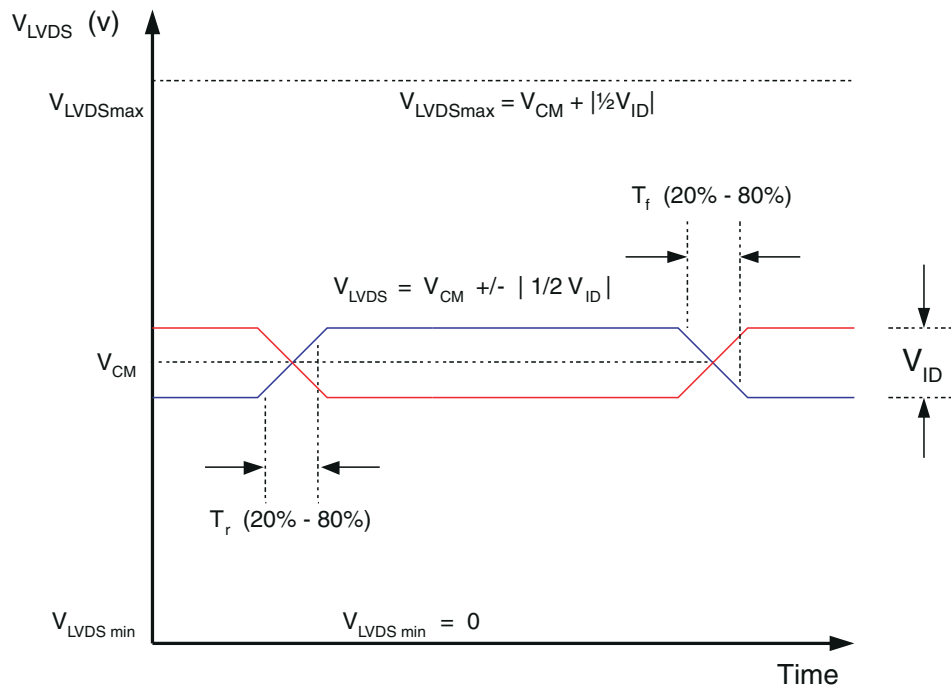 V_LVDS (v)
V_LVDSmax
V_LVDSmax = V_CM + |½V_ID|
T_f (20% - 80%)
V_LVDS = V_CM +/- | 1/2 V_ID |
V_CM
V_ID
T_r (20% - 80%)
V_LVDS min
V_LVDS min = 0
Time